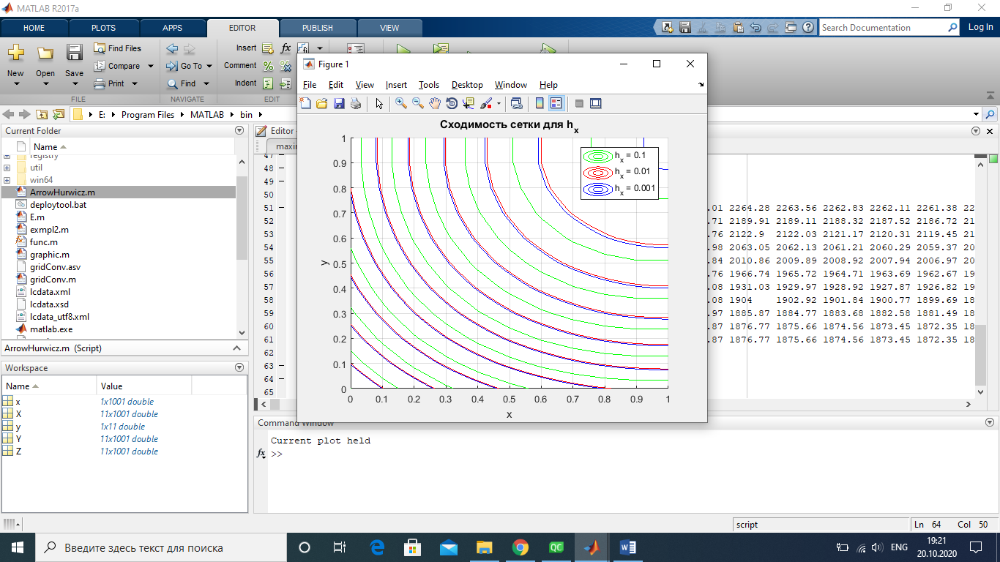 MATLAB R2017a
HOME PLOTS APPS EDITOR PUBLISH VIEW
Search Documentation
Log In
New
Open
Save
Find Files
Compare
Print
FILE
Go To
Find
NAVIGATE
Insert
Comment
Indent
EDIT
E: Program Files MATLAB bin
Current Folder
Name
registry
util
win64
ArrowHurwicz.m
deploytool.bat
E.m
exmpl2.m
func.m
graphic.m
gridConv.asv
gridConv.m
lcdata.xml
lcdata.xsd
lcdata_utf8.xml
matlab.exe
ArrowHurwicz.m (Script)
Workspace
Name Value
x 1x1001 double
X 11x1001 double
y 1x11 double
Y 11x1001 double
Z 11x1001 double
Editor
47
48
49
50
51
52
53
54
55
56
57
58
59
60
61
62
63
64
65
.01 2264.28 2263.56 2262.83 2262.11 2261.38 22
.71 2189.91 2189.11 2188.32 2187.52 2186.72 21
.76 2122.9 2122.03 2121.17 2120.31 2119.45 21
.98 2063.05 2062.13 2061.21 2060.29 2059.37 20
.84 2010.86 2009.89 2008.92 2007.94 2006.97 20
.76 1966.74 1965.72 1964.71 1963.69 1962.67 19
.08 1931.03 1929.97 1928.92 1927.87 1926.82 19
.08 1904 1902.92 1901.84 1900.77 1899.69 18
.97 1885.87 1884.77 1883.68 1882.58 1881.49 18
.87 1876.77 1875.66 1874.56 1873.45 1872.35 18
.87 1876.77 1875.66 1874.56 1873.45 1872.35 18
Figure 1
File Edit View Insert Tools Desktop Window Help
Сходимость сетки для hx
hx = 0.1
hx = 0.01
hx = 0.001
1
0.9
0.8
0.7
0.6
0.5
0.4
0.3
0.2
0.1
0
y
0 0.1 0.2 0.3 0.4 0.5 0.6 0.7 0.8 0.9 1
x
Command Window
Current plot held
fx >>
script
Ln 64 Col 50
Введите здесь текст для поиска
QC
ENG
19:21
20.10.2020